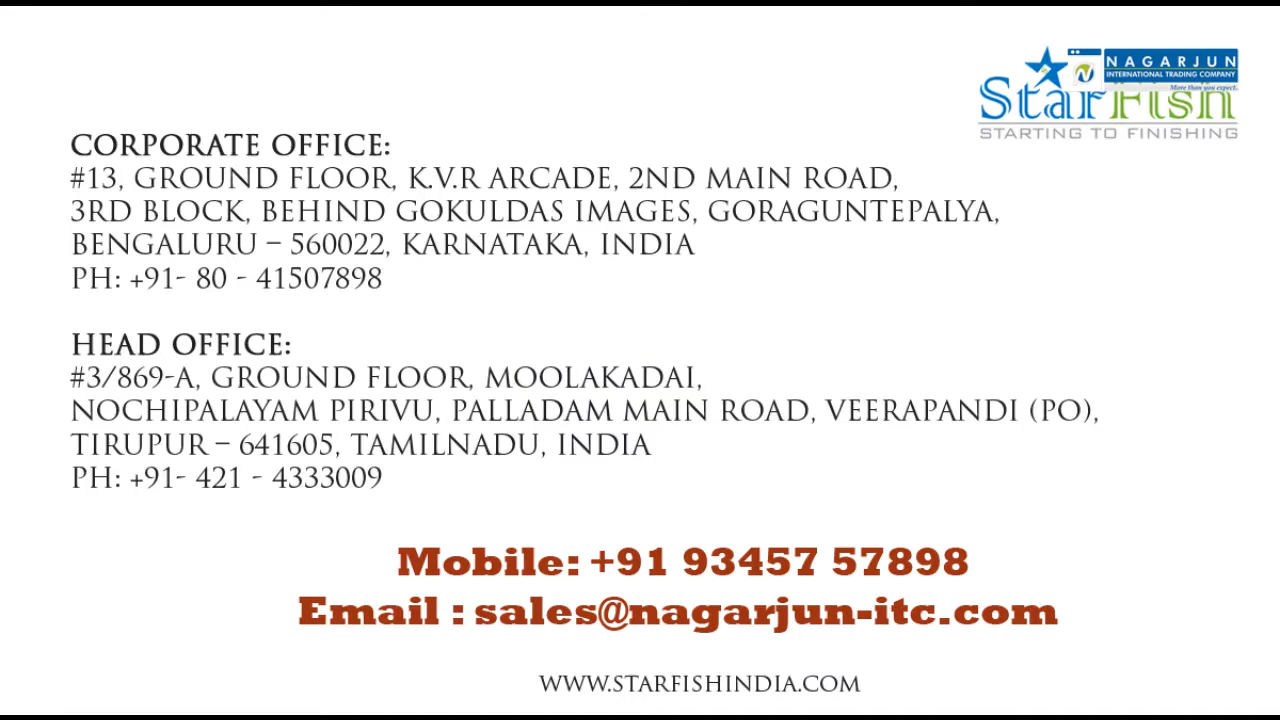 NAGARJUN
INTERNATIONAL TRADING COMPANY
More than you expect.
StarFish
STARTING TO FINISHING
CORPORATE OFFICE:
#13, GROUND FLOOR, K.V.R ARCADE, 2ND MAIN ROAD,
3RD BLOCK, BEHIND GOKULDAS IMAGES, GORAGUNTEPALYA,
BENGALURU – 560022, KARNATAKA, INDIA
PH: +91- 80 - 41507898
HEAD OFFICE:
#3/869-A, GROUND FLOOR, MOOLAKADAI,
NOCHIPALAYAM PIRIVU, PALLADAM MAIN ROAD, VEERAPANDI (PO),
TIRUPUR – 641605, TAMILNADU, INDIA
PH: +91- 421 - 4333009
Mobile: +91 93457 57898
Email : sales@nagarjun-itc.com
WWW.STARFISHINDIA.COM